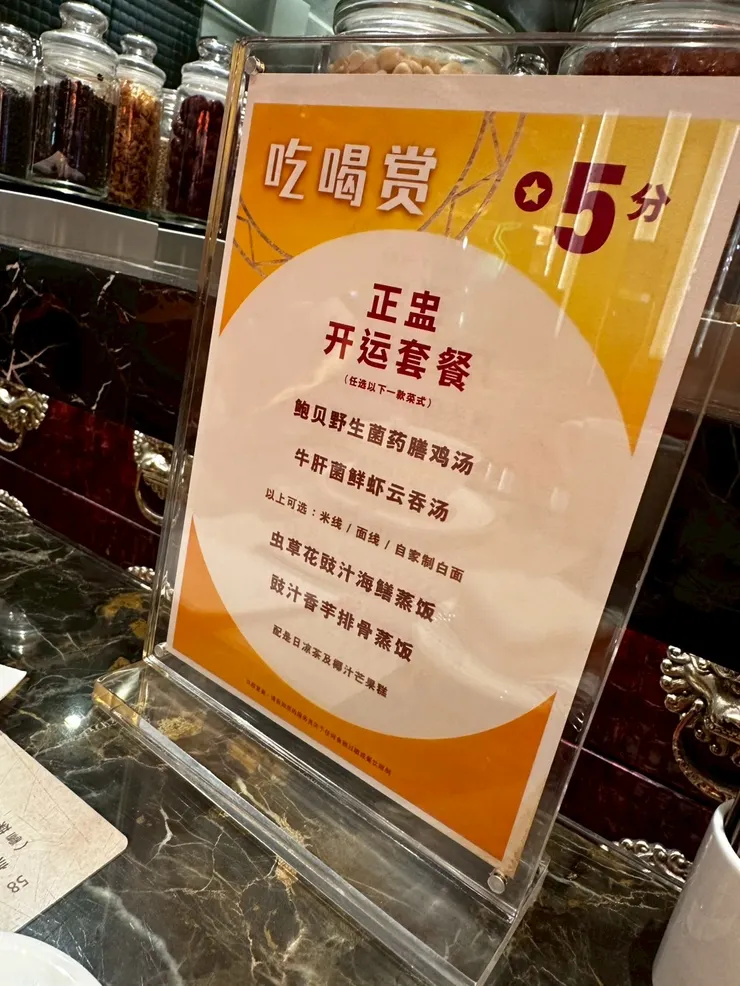 吃喝赏
5分
正盅
开运套餐
(任选以下一款菜式)
鲍贝野生菌药膳鸡汤
牛肝菌鲜虾云吞汤
以上可选：米线 / 面线 / 自家制白面
虫草花豉汁海鳝蒸饭
豉汁香芋排骨蒸饭
配是日凉茶及椰汁芒果糕
58